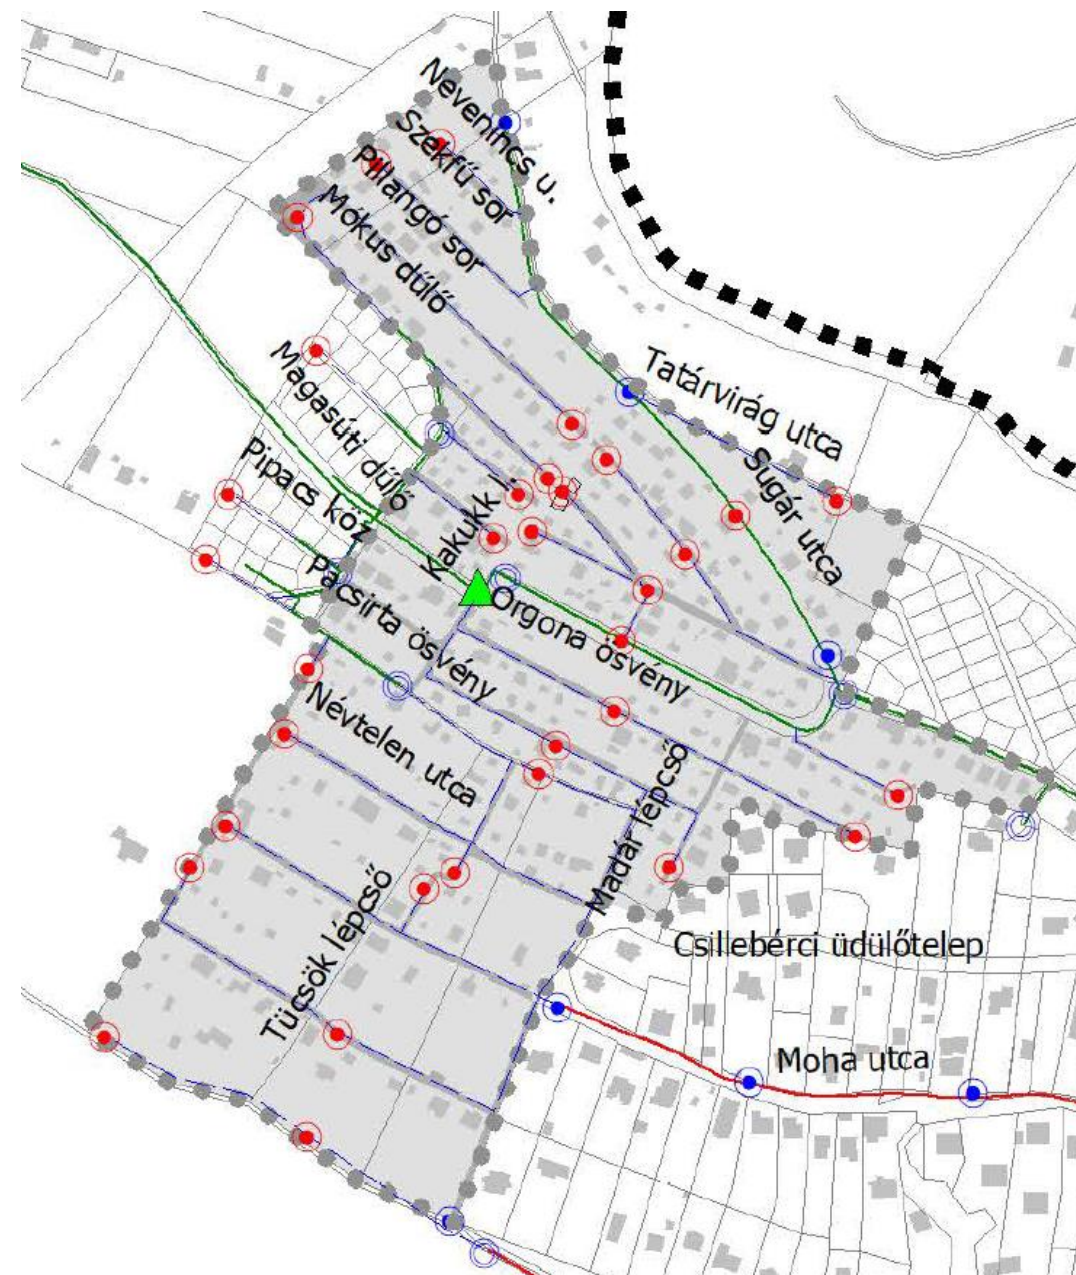 Nevenincs u.
Szekfű sor
Pillangó sor
Mókus dűlő
Tatárvirág utca
Magasúti dűlő
Sugár utca
Pipacs köz
Kakukk l.
Orgona ösvény
Pacsirta ösvény
Névtelen utca
Madár lépcső
Tücsök lépcső
Csillebérci üdülőtelep
Moha utca